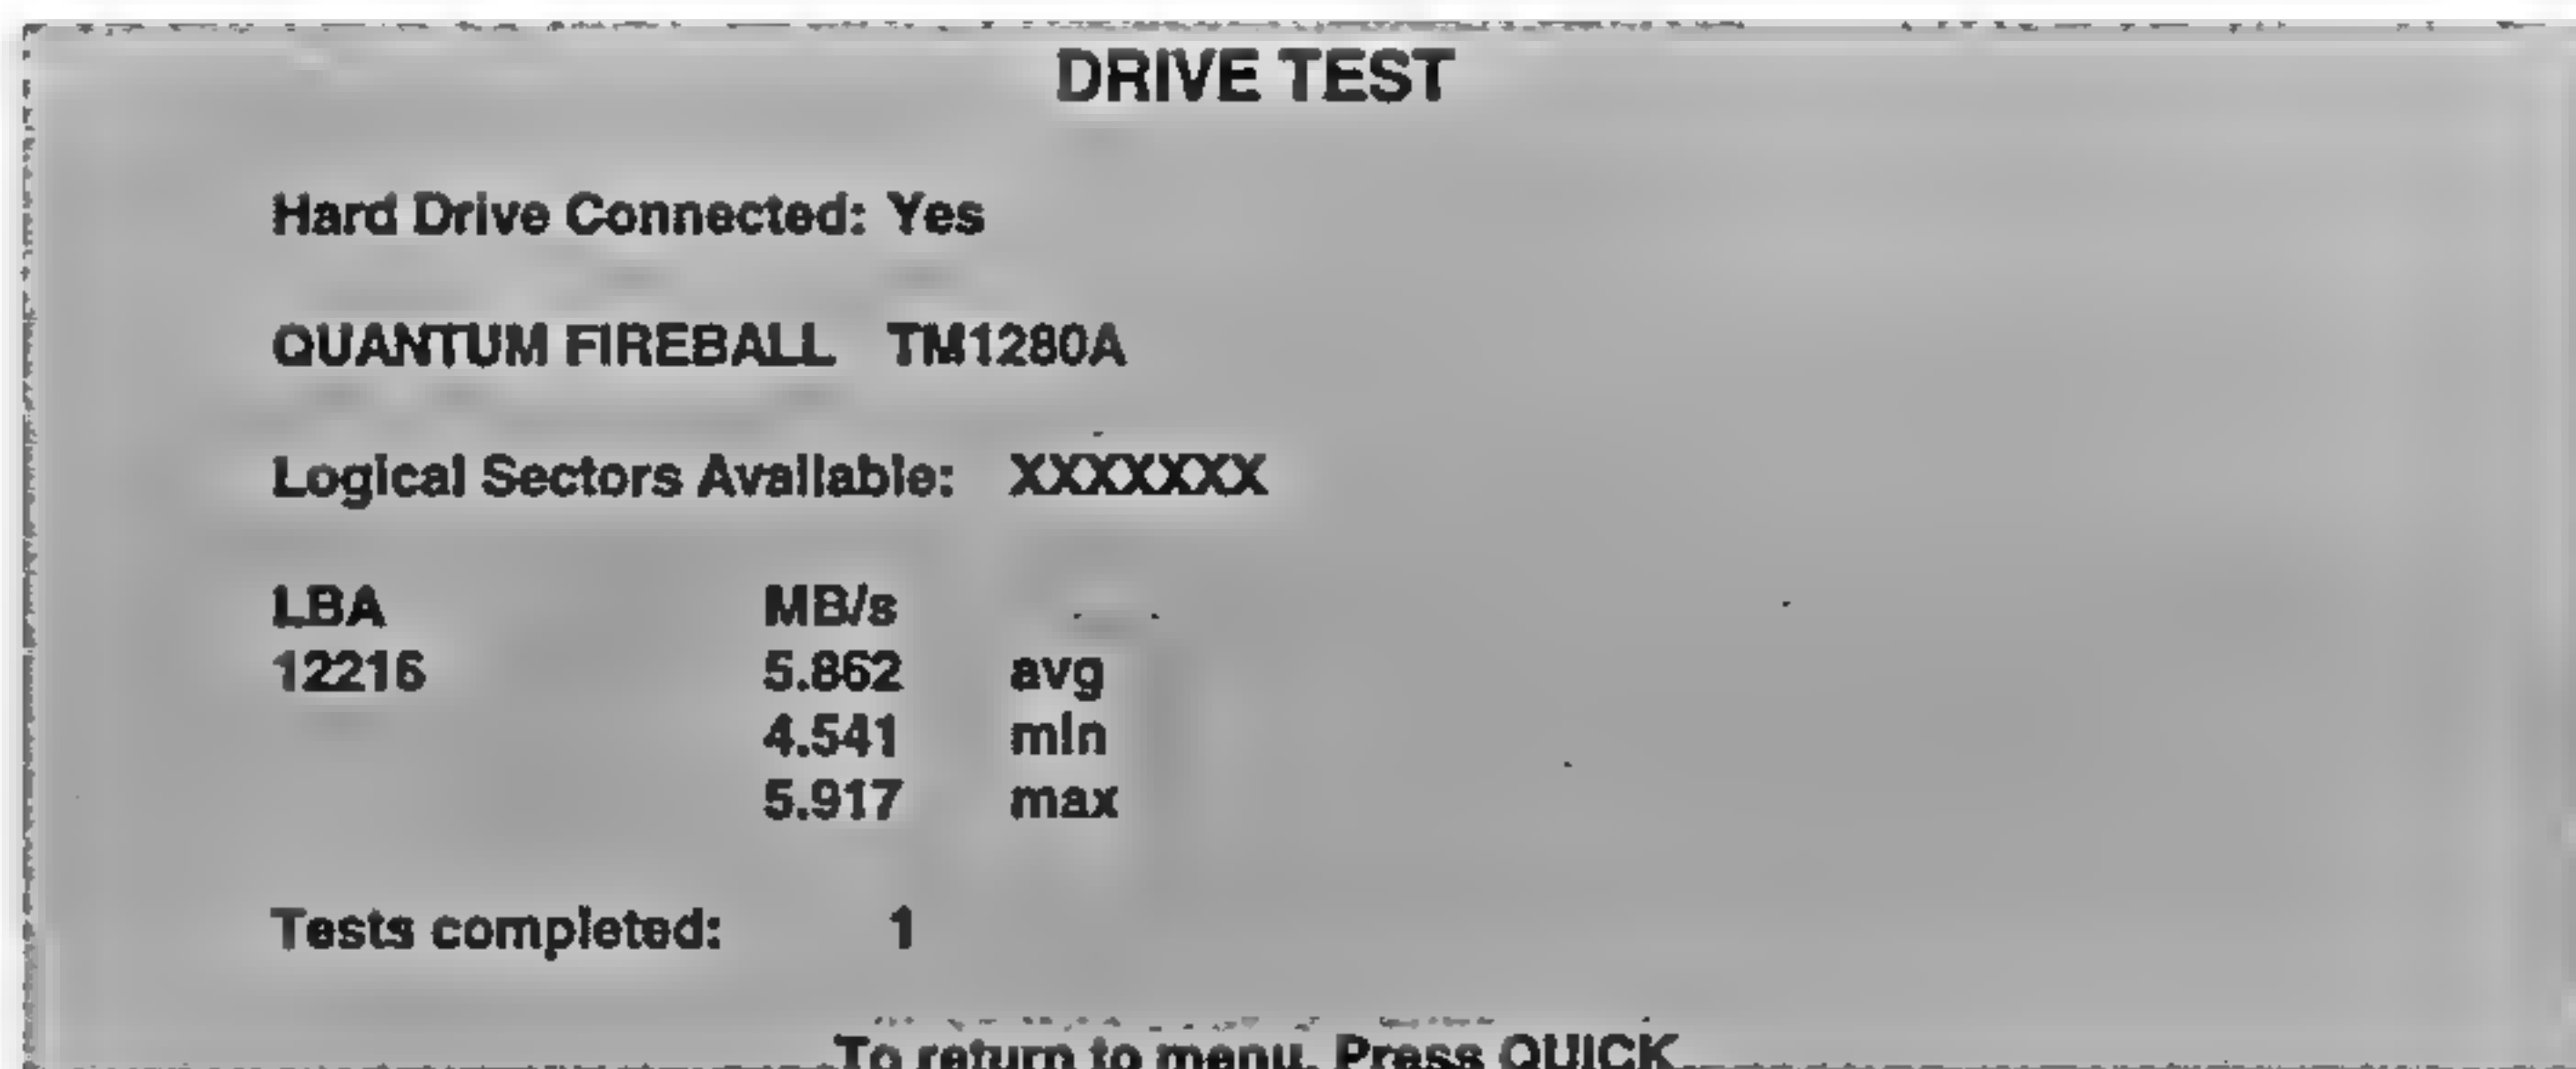 DRIVE TEST
Hard Drive Connected: Yes
QUANTUM FIREBALL TM1280A
Logical Sectors Available: XXXXXXX
LBA MB/s
12216 5.862 avg
4.541 min
5.917 max
Tests completed: 1
To return to menu, Press QUICK